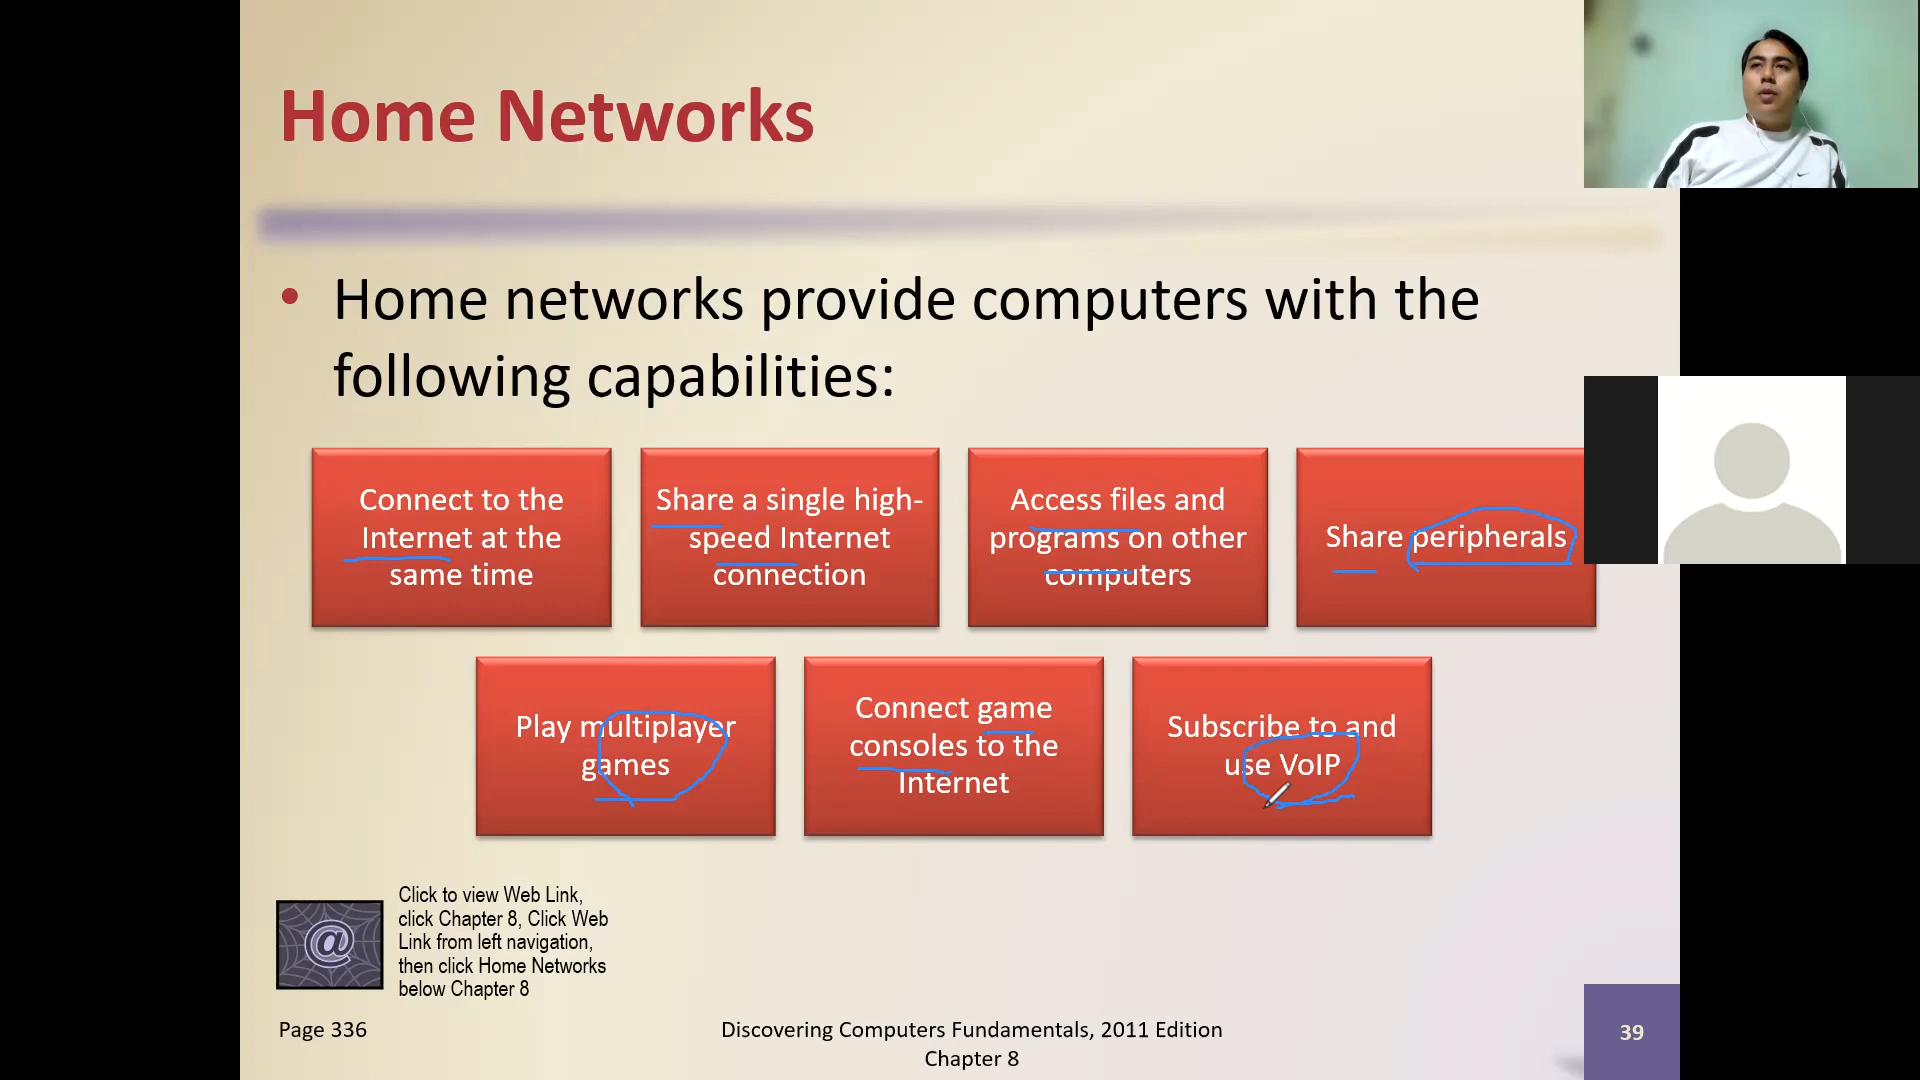 Home Networks
• Home networks provide computers with the
following capabilities:
Connect to the
Internet at the
same time
Share a single high-
speed Internet
connection
Access files and
programs on other
computers
Share peripherals
Play multiplayer
games
Connect game
consoles to the
Internet
Subscribe to and
use VoIP
@
Click to view Web Link,
click Chapter 8, Click Web
Link from left navigation,
then click Home Networks
below Chapter 8
Page 336
Discovering Computers Fundamentals, 2011 Edition
Chapter 8
39